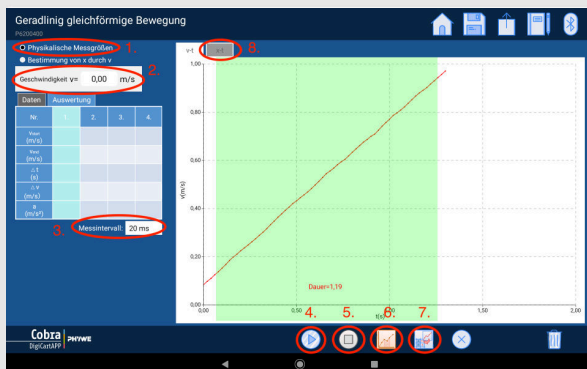 Geradlinig gleichförmige Bewegung
P6200400
Physikalische Messgrößen 1.
Bestimmung von x durch v
2.
Geschwindigkeit v= 0,00 m/s
Daten Auswertung
Nr. 1. 2. 3. 4.
(m/s)
(m/s)
△t
(s)
△v
(m/s)
a
(m/s²)
3. Messintervall: 20 ms
v-t 8.
1,00
0,80
0,60
0,40
0,20
0,00
v(m/s)
Dauer=1,19
0,00 0,50 1,00 1,50 2,00
t(s)
4. 5. 6. 7.
Cobra PHYWE
DigiCartAPP